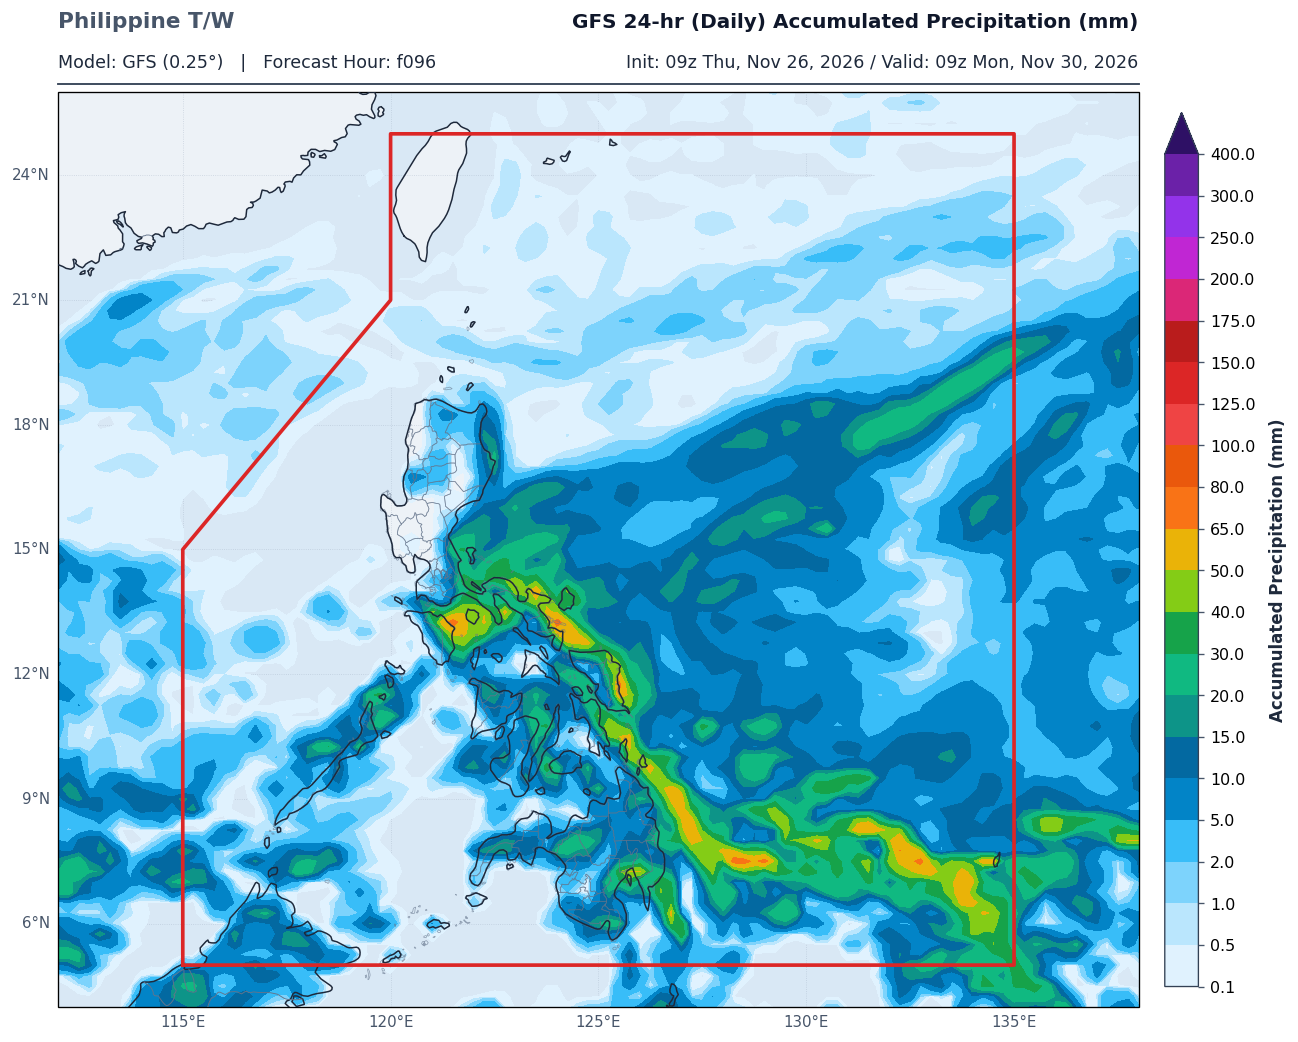 Philippine T/W
GFS 24-hr (Daily) Accumulated Precipitation (mm)
Model: GFS (0.25°) | Forecast Hour: f096
Init: 09z Thu, Nov 26, 2026 / Valid: 09z Mon, Nov 30, 2026
24°N
21°N
18°N
15°N
12°N
9°N
6°N
115°E
120°E
125°E
130°E
135°E
400.0
300.0
250.0
200.0
175.0
150.0
125.0
100.0
80.0
65.0
50.0
40.0
30.0
20.0
15.0
10.0
5.0
2.0
1.0
0.5
0.1
Accumulated Precipitation (mm)